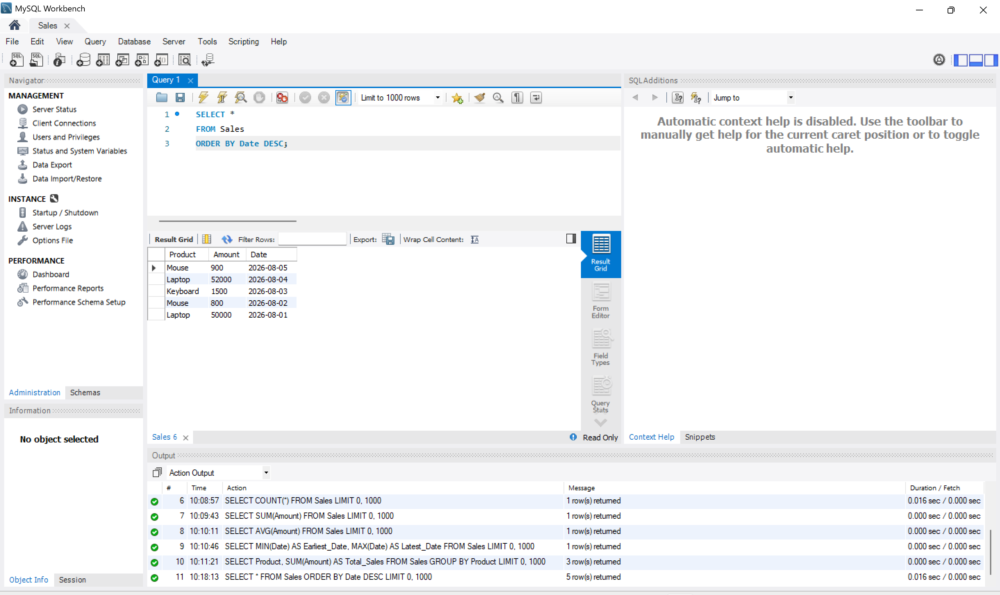 MySQL Workbench
Sales
File Edit View Query Database Server Tools Scripting Help
Navigator
MANAGEMENT
Server Status
Client Connections
Users and Privileges
Status and System Variables
Data Export
Data Import/Restore
INSTANCE
Startup / Shutdown
Server Logs
Options File
PERFORMANCE
Dashboard
Performance Reports
Performance Schema Setup
Administration Schemas
Information
No object selected
Object Info Session
Query 1
Limit to 1000 rows
1 SELECT *
2 FROM Sales
3 ORDER BY Date DESC;
Result Grid Filter Rows: Export: Wrap Cell Content:
Product Amount Date
Mouse 900 2026-08-05
Laptop 52000 2026-08-04
Keyboard 1500 2026-08-03
Mouse 800 2026-08-02
Laptop 50000 2026-08-01
Result
Grid
Form
Editor
Field
Types
Query
Stats
Sales 6 Read Only
SQLAdditions
Jump to
Automatic context help is disabled. Use the toolbar to
manually get help for the current caret position or to toggle
automatic help.
Context Help Snippets
Output
Action Output
# Time Action Message Duration / Fetch
6 10:08:57 SELECT COUNT(*) FROM Sales LIMIT 0, 1000 1 row(s) returned 0.016 sec / 0.000 sec
7 10:09:43 SELECT SUM(Amount) FROM Sales LIMIT 0, 1000 1 row(s) returned 0.000 sec / 0.000 sec
8 10:10:11 SELECT AVG(Amount) FROM Sales LIMIT 0, 1000 1 row(s) returned 0.000 sec / 0.000 sec
9 10:10:46 SELECT MIN(Date) AS Earliest_Date, MAX(Date) AS Latest_Date FROM Sales LIMIT 0, 1000 1 row(s) returned 0.000 sec / 0.000 sec
10 10:11:21 SELECT Product, SUM(Amount) AS Total_Sales FROM Sales GROUP BY Product LIMIT 0, 1000 3 row(s) returned 0.000 sec / 0.000 sec
11 10:18:13 SELECT * FROM Sales ORDER BY Date DESC LIMIT 0, 1000 5 row(s) returned 0.016 sec / 0.000 sec